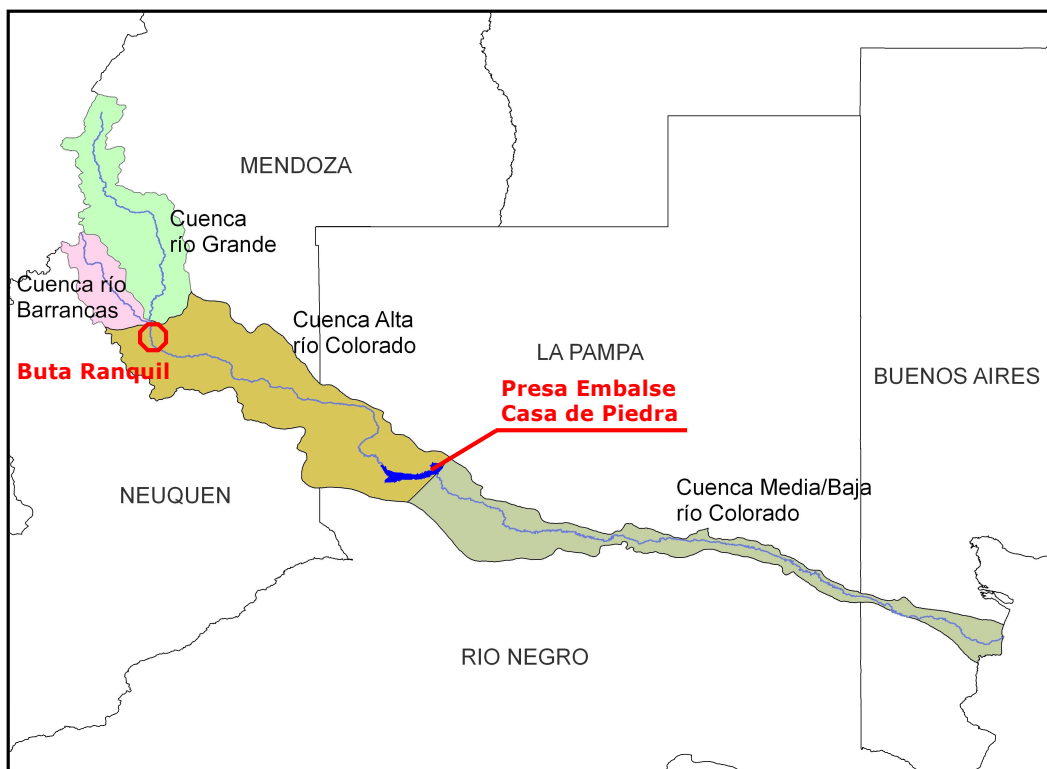 MENDOZA
Cuenca
río Grande
Cuenca río
Barrancas
Cuenca Alta
río Colorado
LA PAMPA
Buta Ranquil
Presa Embalse
Casa de Piedra
BUENOS AIRES
NEUQUEN
Cuenca Media/Baja
río Colorado
RIO NEGRO